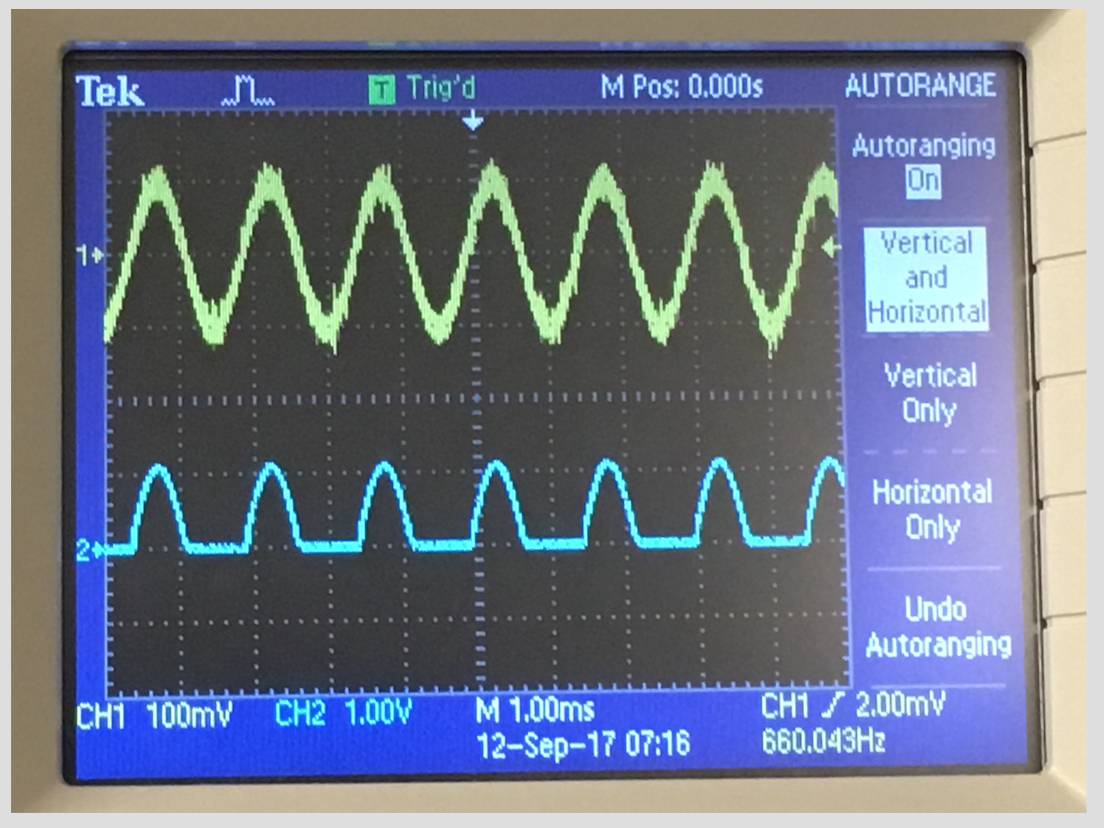 Tek T Trig'd M Pos: 0.000s AUTORANGE
Autoranging
On
1
Vertical
and
Horizontal
Vertical
Only
Horizontal
Only
2
Undo
Autoranging
CH1 100mV CH2 1.00V M 1.00ms CH1 2.00mV
12-Sep-17 07:16 660.043Hz